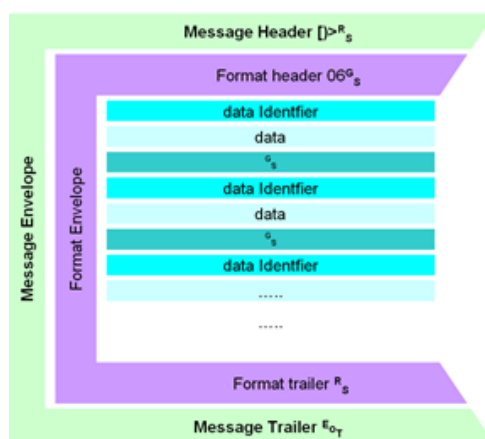 Message Header [)>ᴿS
Format header 06ᴳS
data Identfier
data
ᴳS
data Identfier
data
ᴳS
data Identfier
.....
.....
Format trailer ᴿS
Message Trailer ᴱOT
Message Envelope
Format Envelope